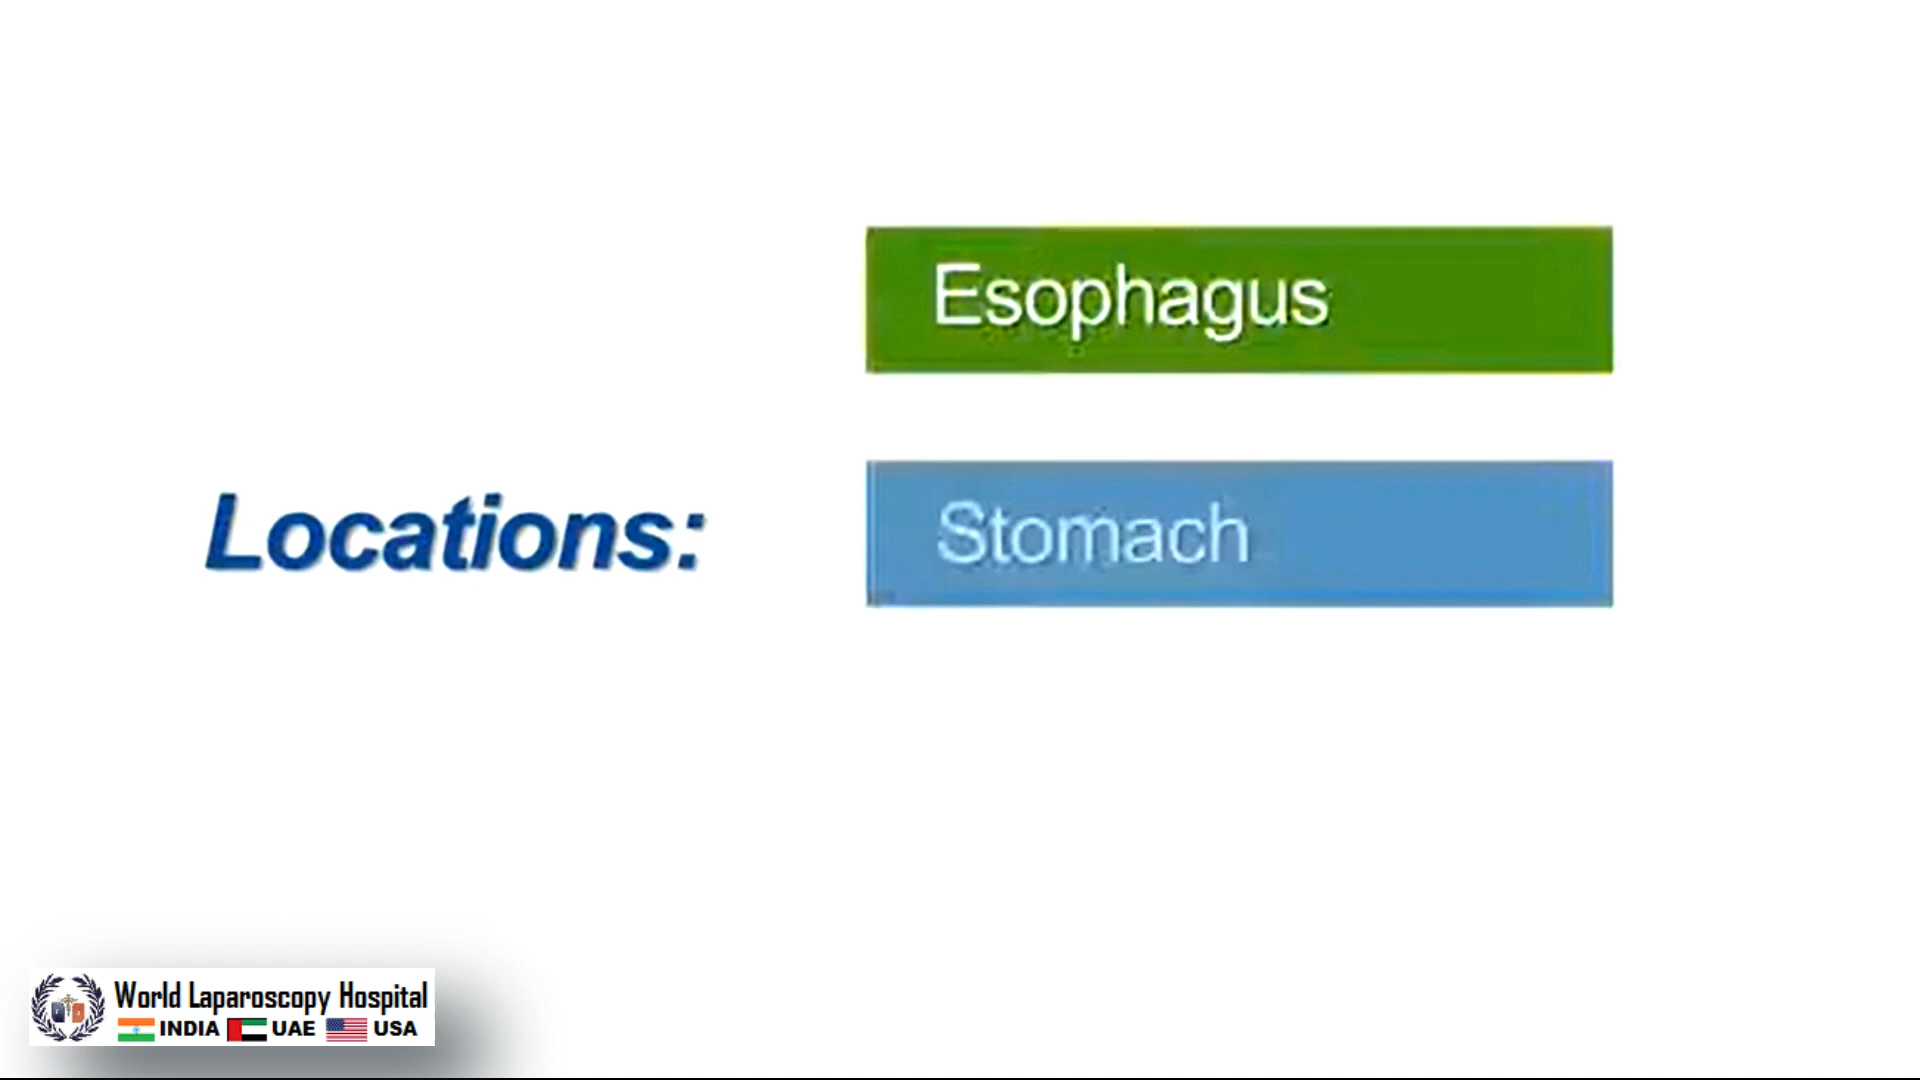 Esophagus
Locations:
Stomach
World Laparoscopy Hospital
INDIA UAE USA